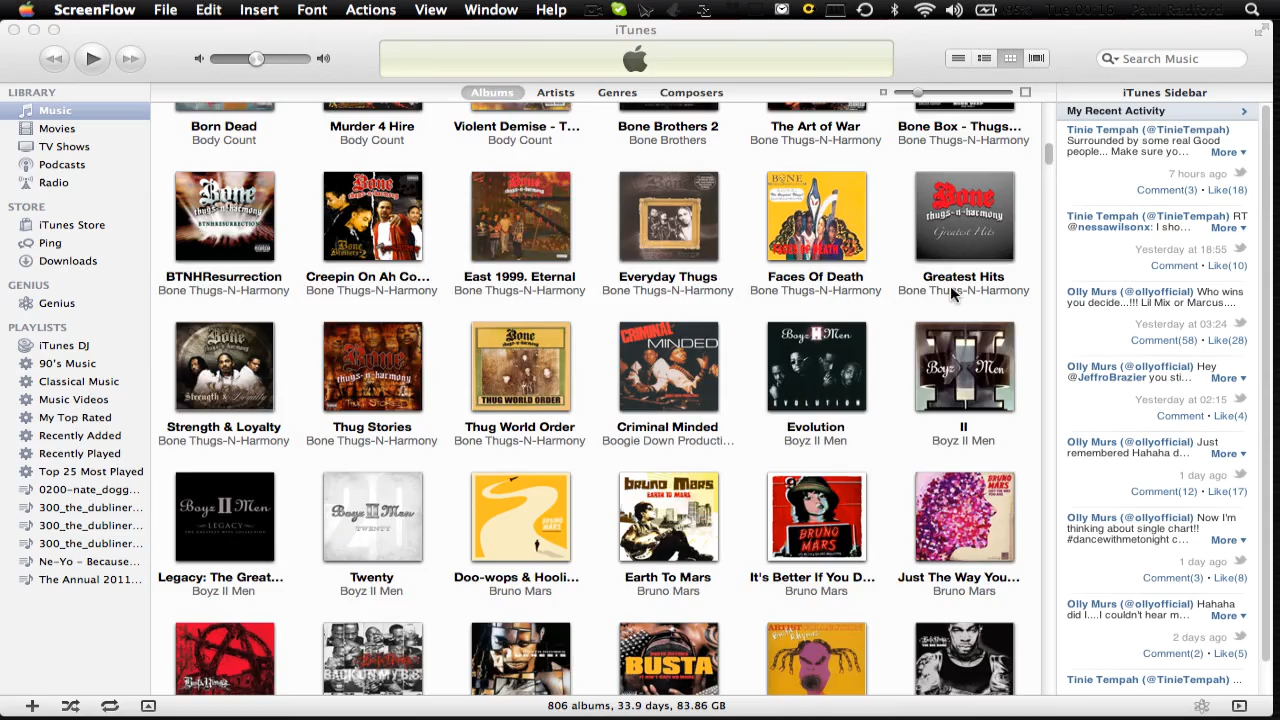 ScreenFlow File Edit Insert Font Actions View Window Help
iTunes
Search Music
LIBRARY
Music
Movies
TV Shows
Podcasts
Radio
STORE
iTunes Store
Ping
Downloads
GENIUS
Genius
PLAYLISTS
iTunes DJ
90's Music
Classical Music
Music Videos
My Top Rated
Recently Added
Recently Played
Top 25 Most Played
0200-nate_dogg...
300_the_dubliner...
300_the_dubliner...
300_the_dubliner...
Ne-Yo - Because...
The Annual 2011...
Albums Artists Genres Composers
Born Dead Murder 4 Hire Violent Demise - T... Bone Brothers 2 The Art of War Bone Box - Thugs...
Body Count Body Count Body Count Bone Brothers Bone Thugs-N-Harmony Bone Thugs-N-Harmony
BTNHResurrection Creepin On Ah Co... East 1999. Eternal Everyday Thugs Faces Of Death Greatest Hits
Bone Thugs-N-Harmony Bone Thugs-N-Harmony Bone Thugs-N-Harmony Bone Thugs-N-Harmony Bone Thugs-N-Harmony Bone Thugs-N-Harmony
Strength & Loyalty Thug Stories Thug World Order Criminal Minded Evolution II
Bone Thugs-N-Harmony Bone Thugs-N-Harmony Bone Thugs-N-Harmony Boogie Down Producti... Boyz II Men Boyz II Men
Legacy: The Great... Twenty Doo-wops & Hooli... Earth To Mars It's Better If You D... Just The Way You...
Boyz II Men Boyz II Men Bruno Mars Bruno Mars Bruno Mars Bruno Mars
iTunes Sidebar
My Recent Activity
Tinie Tempah (@TinieTempah)
Surrounded by some real Good
people... Make sure yo... More
7 hours ago
Comment(3) • Like(18)
Tinie Tempah (@TinieTempah) RT
@nessawilsonx: I sho... More
Yesterday at 18:55
Comment • Like(10)
Olly Murs (@ollyofficial) Who wins
you decide...!!! Lil Mix or Marcus....
Yesterday at 03:24
Comment(58) • Like(28)
Olly Murs (@ollyofficial) Hey
@JeffroBrazier you sti... More
Yesterday at 02:15
Comment • Like(4)
Olly Murs (@ollyofficial) Just
remembered Hahaha d... More
1 day ago
Comment(12) • Like(17)
Olly Murs (@ollyofficial) Now I'm
thinking about single chart!!
#dancewithmetonight c... More
1 day ago
Comment(3) • Like(8)
Olly Murs (@ollyofficial) Hahaha
did I....I couldn't hear m... More
2 days ago
Comment(2) • Like(5)
Tinie Tempah (@TinieTempah) ...
806 albums, 33.9 days, 83.86 GB